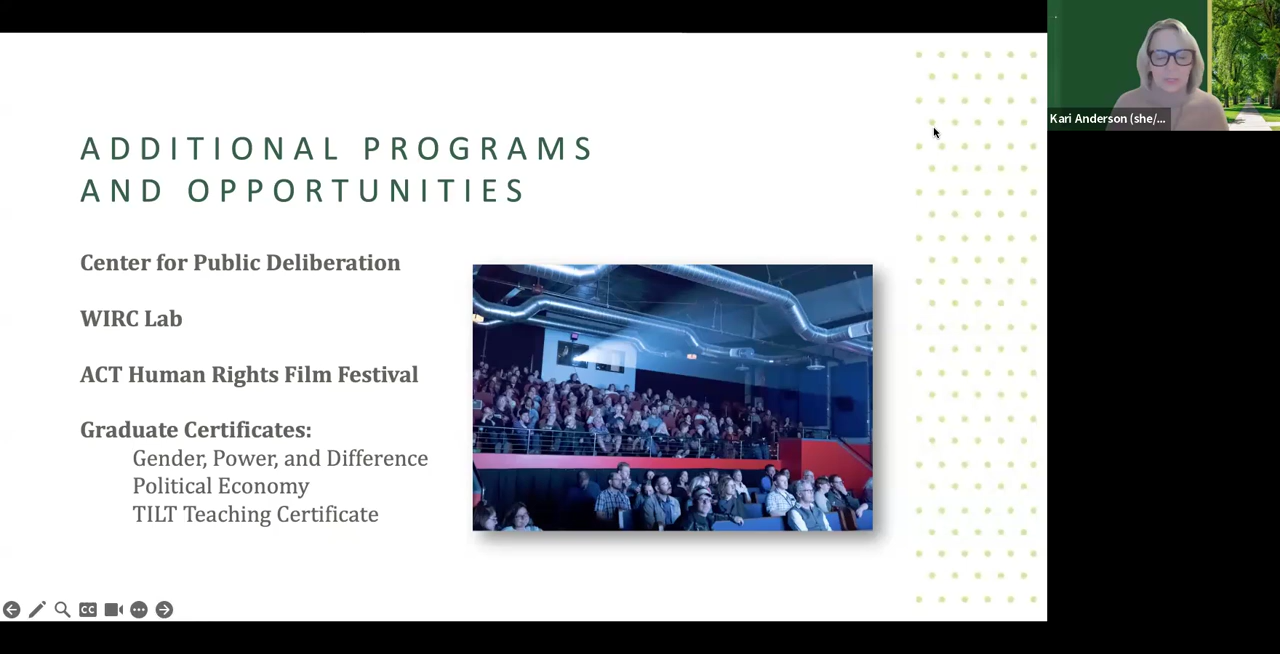 ADDITIONAL PROGRAMS
AND OPPORTUNITIES
Center for Public Deliberation
WIRC Lab
ACT Human Rights Film Festival
Graduate Certificates:
Gender, Power, and Difference
Political Economy
TILT Teaching Certificate
CC
Kari Anderson (she/...